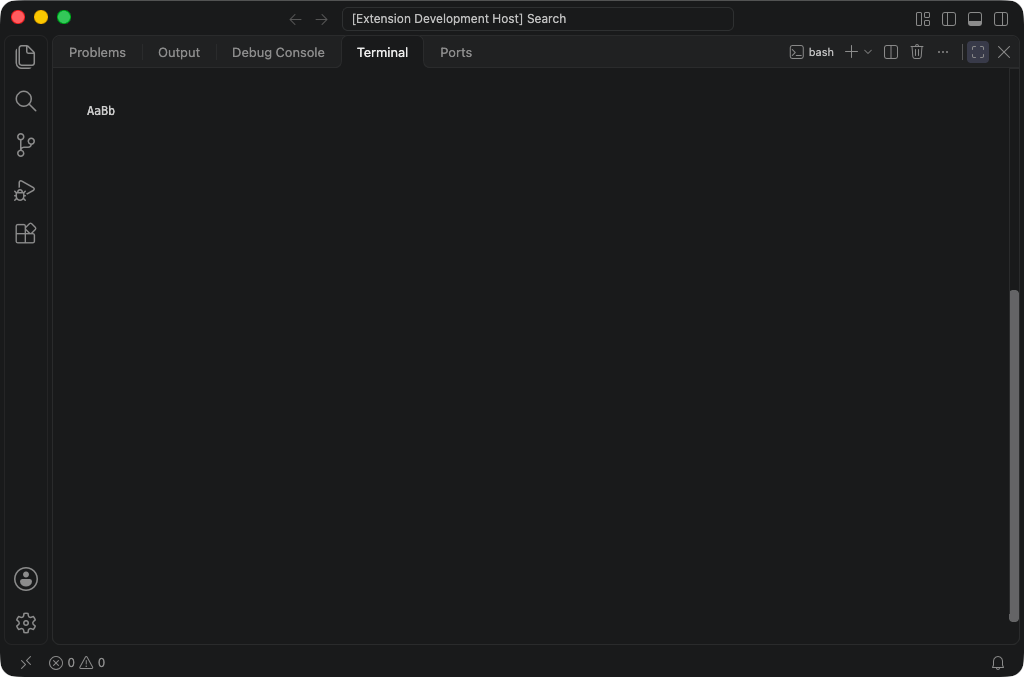 [Extension Development Host] Search
Problems
Output
Debug Console
Terminal
Ports
bash
AaBb
0
0